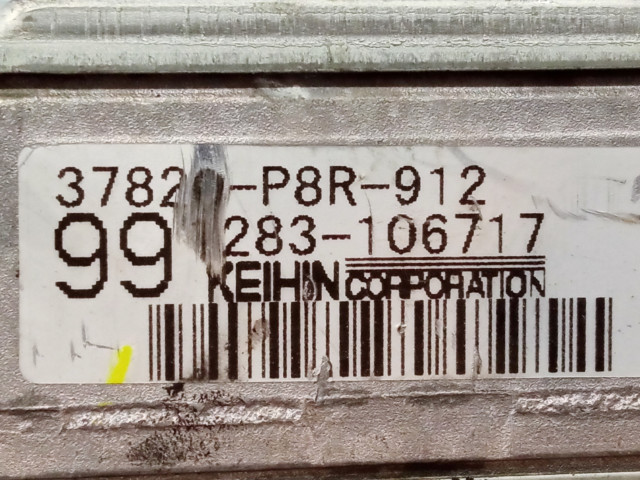 3782 -P8R-912
99 283-106717
KEIHIN CORPORATION